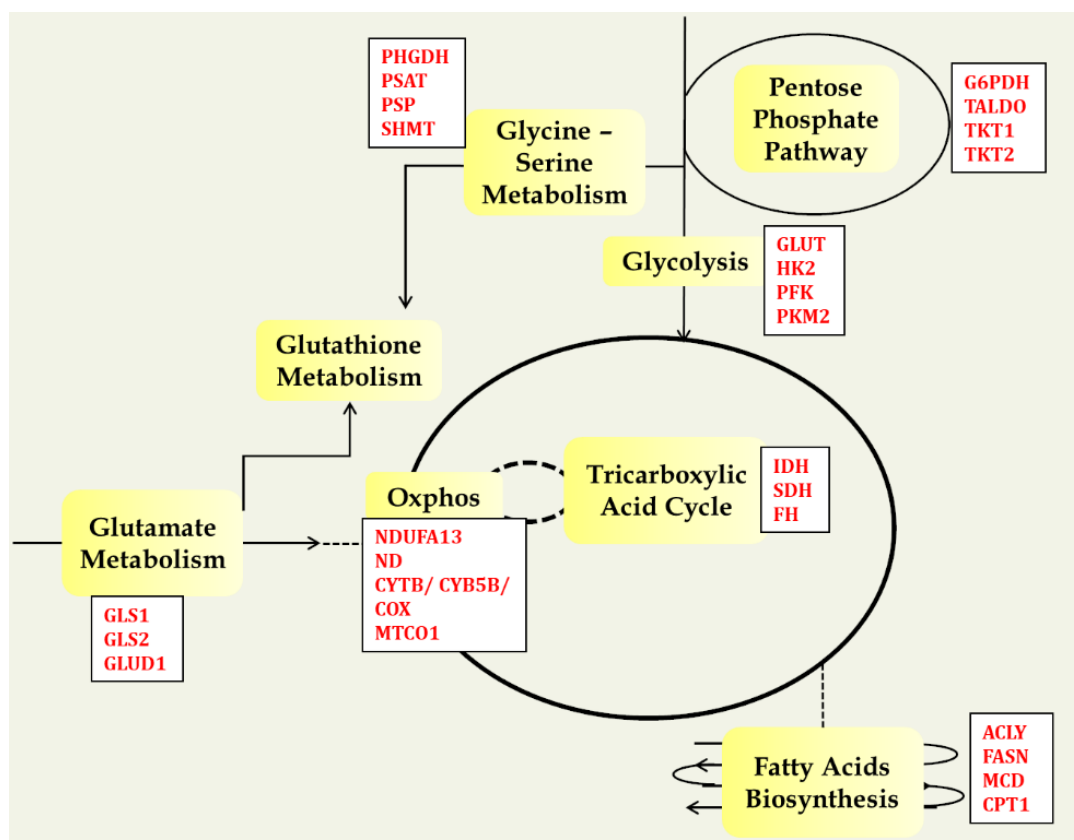 PHGDH
PSAT
PSP
SHMT
Glycine –
Serine
Metabolism
Pentose
Phosphate
Pathway
G6PDH
TALDO
TKT1
TKT2
Glycolysis
GLUT
HK2
PFK
PKM2
Glutathione
Metabolism
Oxphos
NDUFA13
ND
CYTB/ CYB5B/
COX
MTCO1
Tricarboxylic
Acid Cycle
IDH
SDH
FH
Glutamate
Metabolism
GLS1
GLS2
GLUD1
Fatty Acids
Biosynthesis
ACLY
FASN
MCD
CPT1